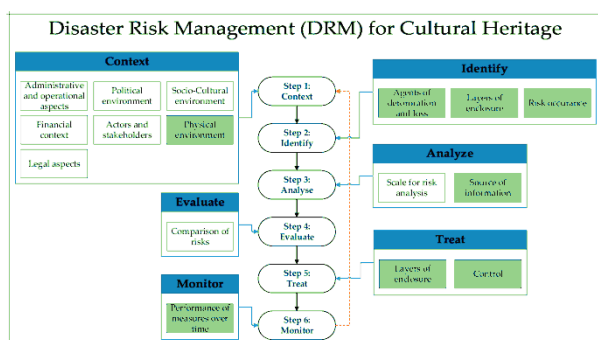 Disaster Risk Management (DRM) for Cultural Heritage
Context
Administrative
and operational
aspects
Political
environment
Socio-Cultural
environment
Financial
context
Actors and
stakeholders
Physical
environment
Legal aspects
Step 1:
Context
Step 2:
Identify
Step 3:
Analyse
Step 4:
Evaluate
Step 5:
Treat
Step 6:
Monitor
Identify
Agents of
and loss
Layers of
enclosure
Analyze
Scale for risk
analysis
Source of
information
Evaluate
Comparison of
risks
Treat
Layers of
enclosure
Control
Monitor
Performance of
measures over
time